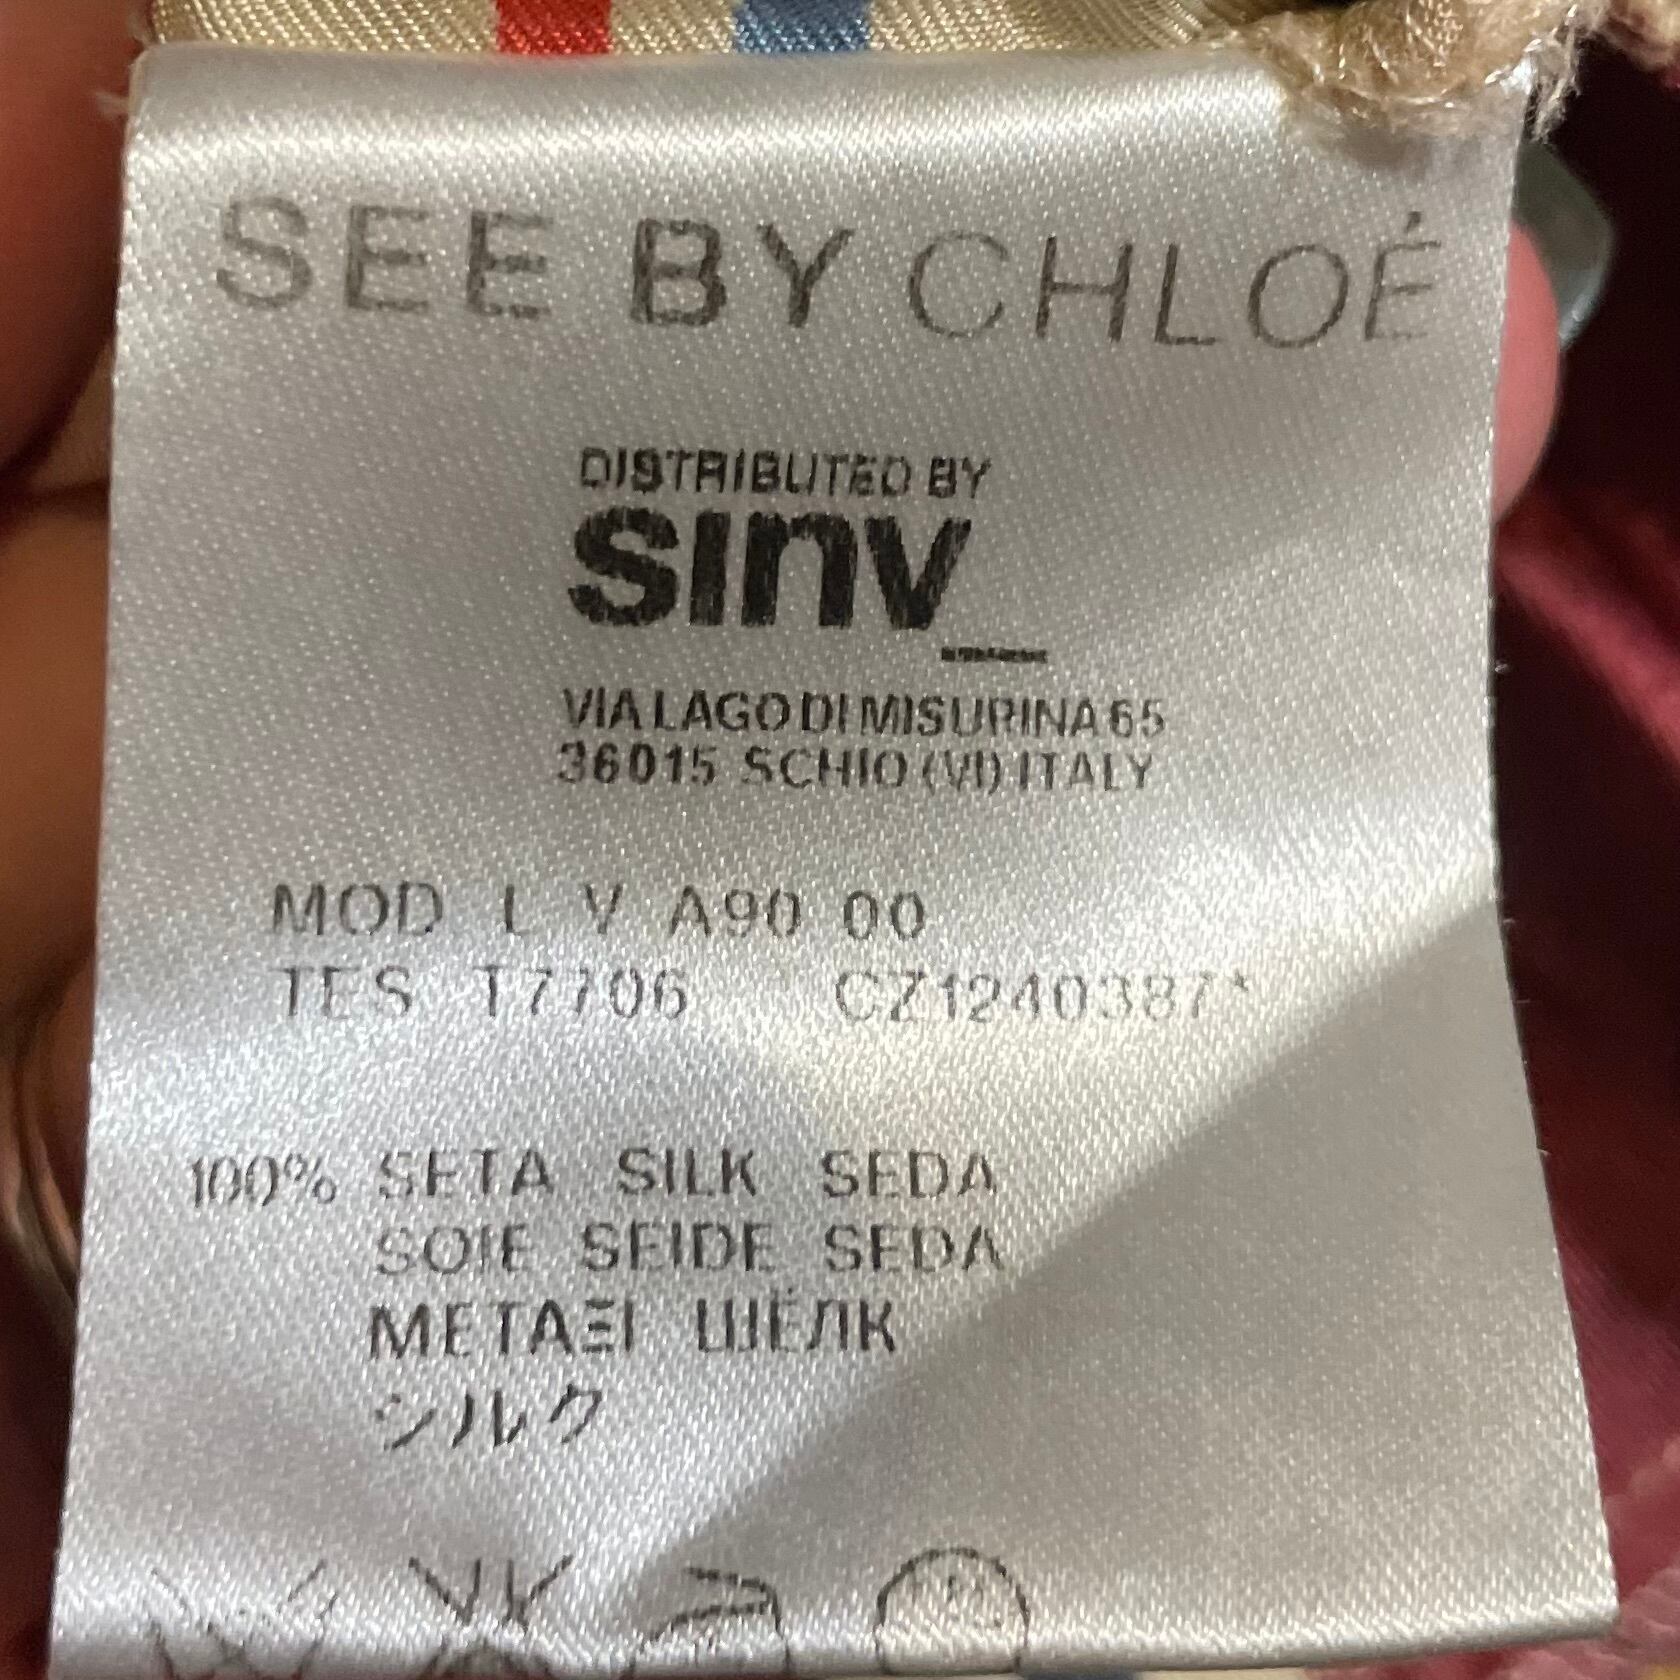 SEE BY CHLOÉ
DISTRIBUTED BY
sinv_
VIA LAGO DI MISURINA 65
36015 SCHIO (VI) ITALY
MOD L V A90 00
TES T7706 CZ1240387*
100% SETA SILK SEDA
SOIE SEIDE SEDA
ΜΕΤΑΞΙ ШЁЛК
シルク